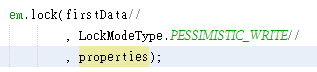 em.lock(firstData//
, LockModeType.PESSIMISTIC_WRITE//
, properties);